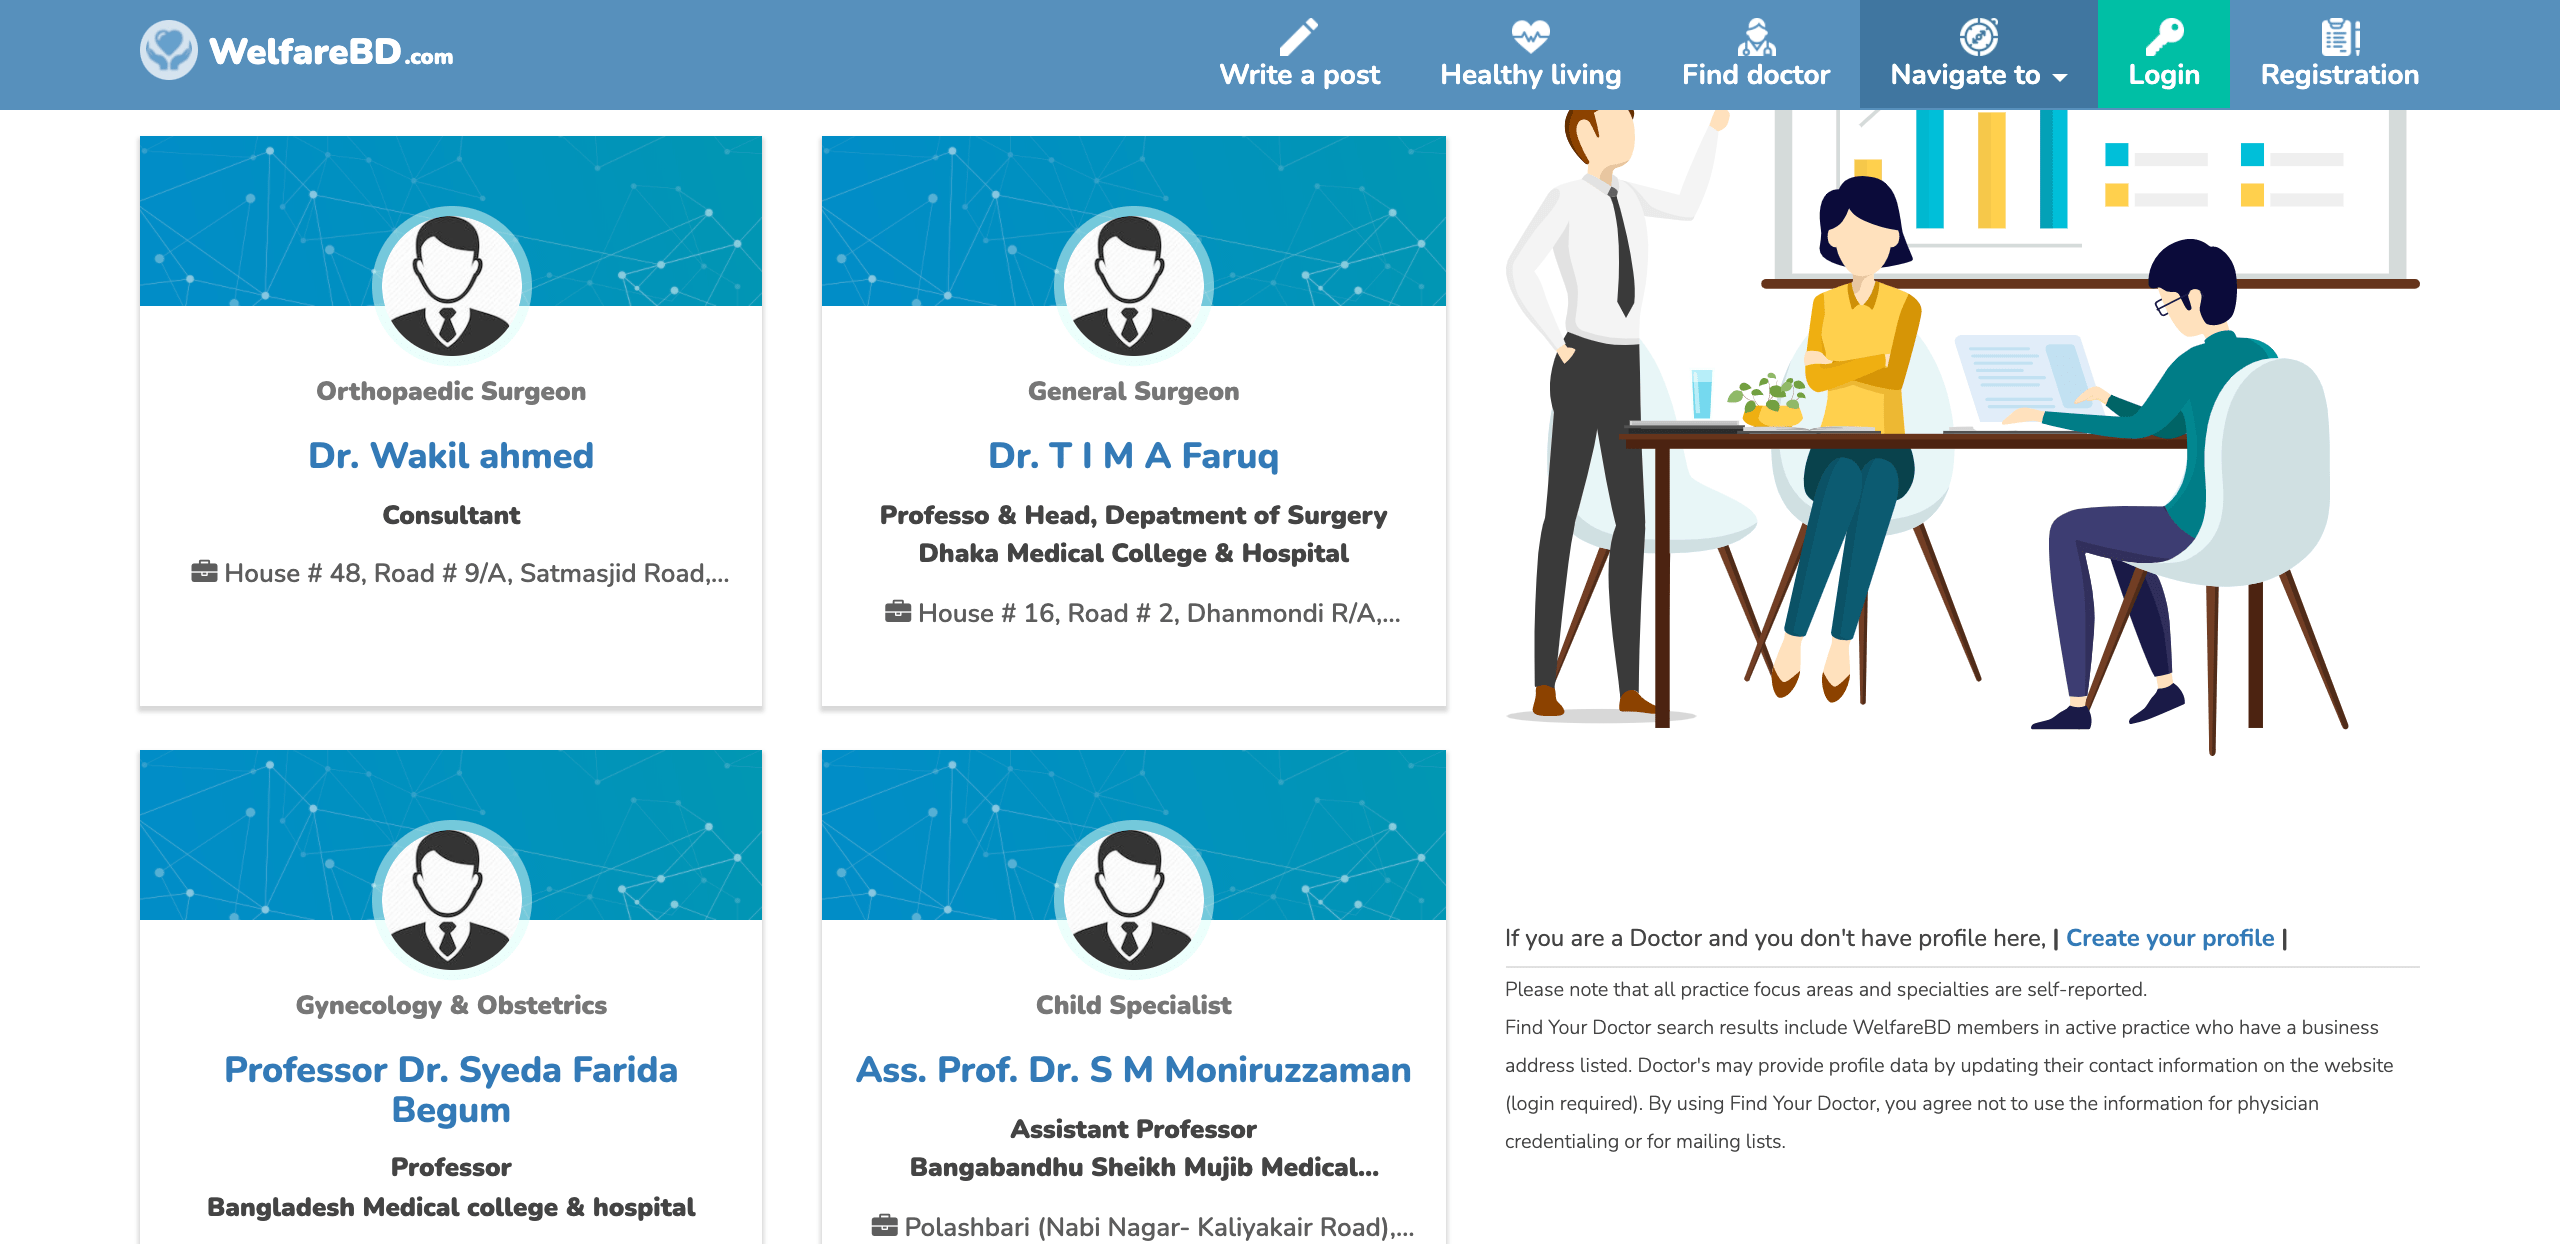 WelfareBD.com
Write a post
Healthy living
Find doctor
Navigate to
Login
Registration
Orthopaedic Surgeon
Dr. Wakil ahmed
Consultant
House # 48, Road # 9/A, Satmasjid Road,...
General Surgeon
Dr. T I M A Faruq
Professo & Head, Depatment of Surgery
Dhaka Medical College & Hospital
House # 16, Road # 2, Dhanmondi R/A,...
Gynecology & Obstetrics
Professor Dr. Syeda Farida
Begum
Professor
Bangladesh Medical college & hospital
Child Specialist
Ass. Prof. Dr. S M Moniruzzaman
Assistant Professor
Bangabandhu Sheikh Mujib Medical...
Polashbari (Nabi Nagar- Kaliyakair Road),...
If you are a Doctor and you don't have profile here, | Create your profile |
Please note that all practice focus areas and specialties are self-reported.
Find Your Doctor search results include WelfareBD members in active practice who have a business
address listed. Doctor's may provide profile data by updating their contact information on the website
(login required). By using Find Your Doctor, you agree not to use the information for physician
credentialing or for mailing lists.